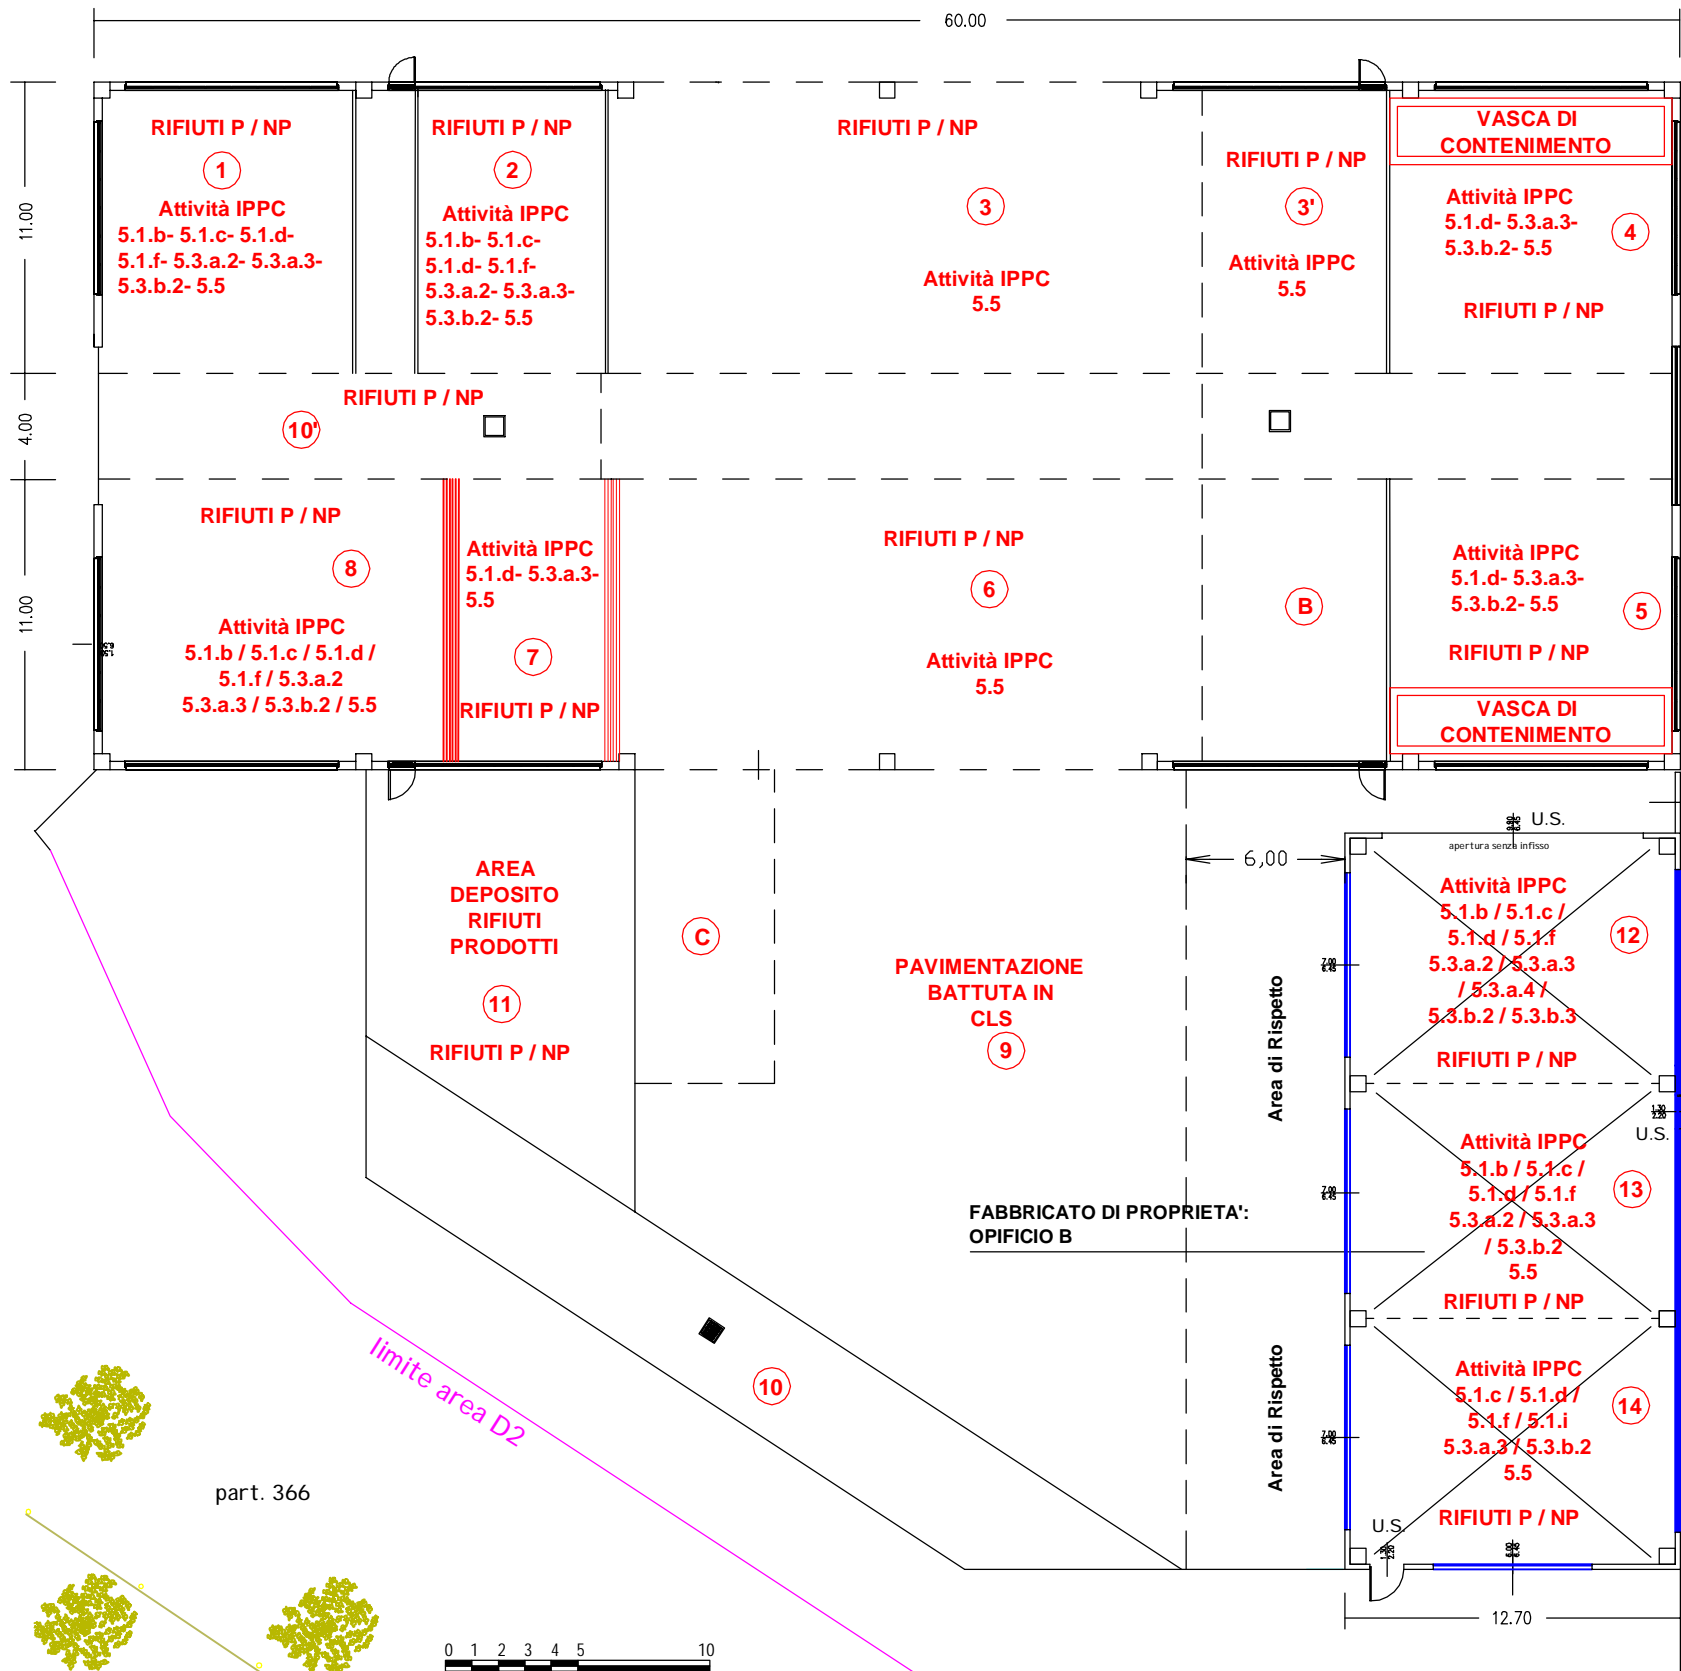 60.00
11.00
4.00
11.00
RIFIUTI P / NP
1
Attività IPPC
5.1.b- 5.1.c- 5.1.d-
5.1.f- 5.3.a.2- 5.3.a.3-
5.3.b.2- 5.5
RIFIUTI P / NP
2
Attività IPPC
5.1.b- 5.1.c-
5.1.d- 5.1.f-
5.3.a.2- 5.3.a.3-
5.3.b.2- 5.5
RIFIUTI P / NP
3
Attività IPPC
5.5
RIFIUTI P / NP
3'
Attività IPPC
5.5
VASCA DI
CONTENIMENTO
Attività IPPC
5.1.d- 5.3.a.3-
5.3.b.2- 5.5
4
RIFIUTI P / NP
RIFIUTI P / NP
10'
RIFIUTI P / NP
8
Attività IPPC
5.1.b / 5.1.c / 5.1.d /
5.1.f / 5.3.a.2
5.3.a.3 / 5.3.b.2 / 5.5
Attività IPPC
5.1.d- 5.3.a.3-
5.5
7
RIFIUTI P / NP
RIFIUTI P / NP
6
Attività IPPC
5.5
B
Attività IPPC
5.1.d- 5.3.a.3-
5.3.b.2- 5.5
5
RIFIUTI P / NP
VASCA DI
CONTENIMENTO
AREA
DEPOSITO
RIFIUTI
PRODOTTI
11
RIFIUTI P / NP
C
PAVIMENTAZIONE
BATTUTA IN
CLS
9
6,00
Area di Rispetto
Area di Rispetto
U.S.
apertura senza infisso
Attività IPPC
5.1.b / 5.1.c /
5.1.d / 5.1.f
5.3.a.2 / 5.3.a.3
/ 5.3.a.4 /
5.3.b.2 / 5.3.b.3
12
RIFIUTI P / NP
U.S.
Attività IPPC
5.1.b / 5.1.c /
5.1.d / 5.1.f
5.3.a.2 / 5.3.a.3
/ 5.3.b.2
5.5
13
RIFIUTI P / NP
FABBRICATO DI PROPRIETA':
OPIFICIO B
Attività IPPC
5.1.c / 5.1.d /
5.1.f / 5.1.i
5.3.a.3 / 5.3.b.2
5.5
14
RIFIUTI P / NP
U.S.
12.70
10
limite area D2
part. 366
0 1 2 3 4 5 10